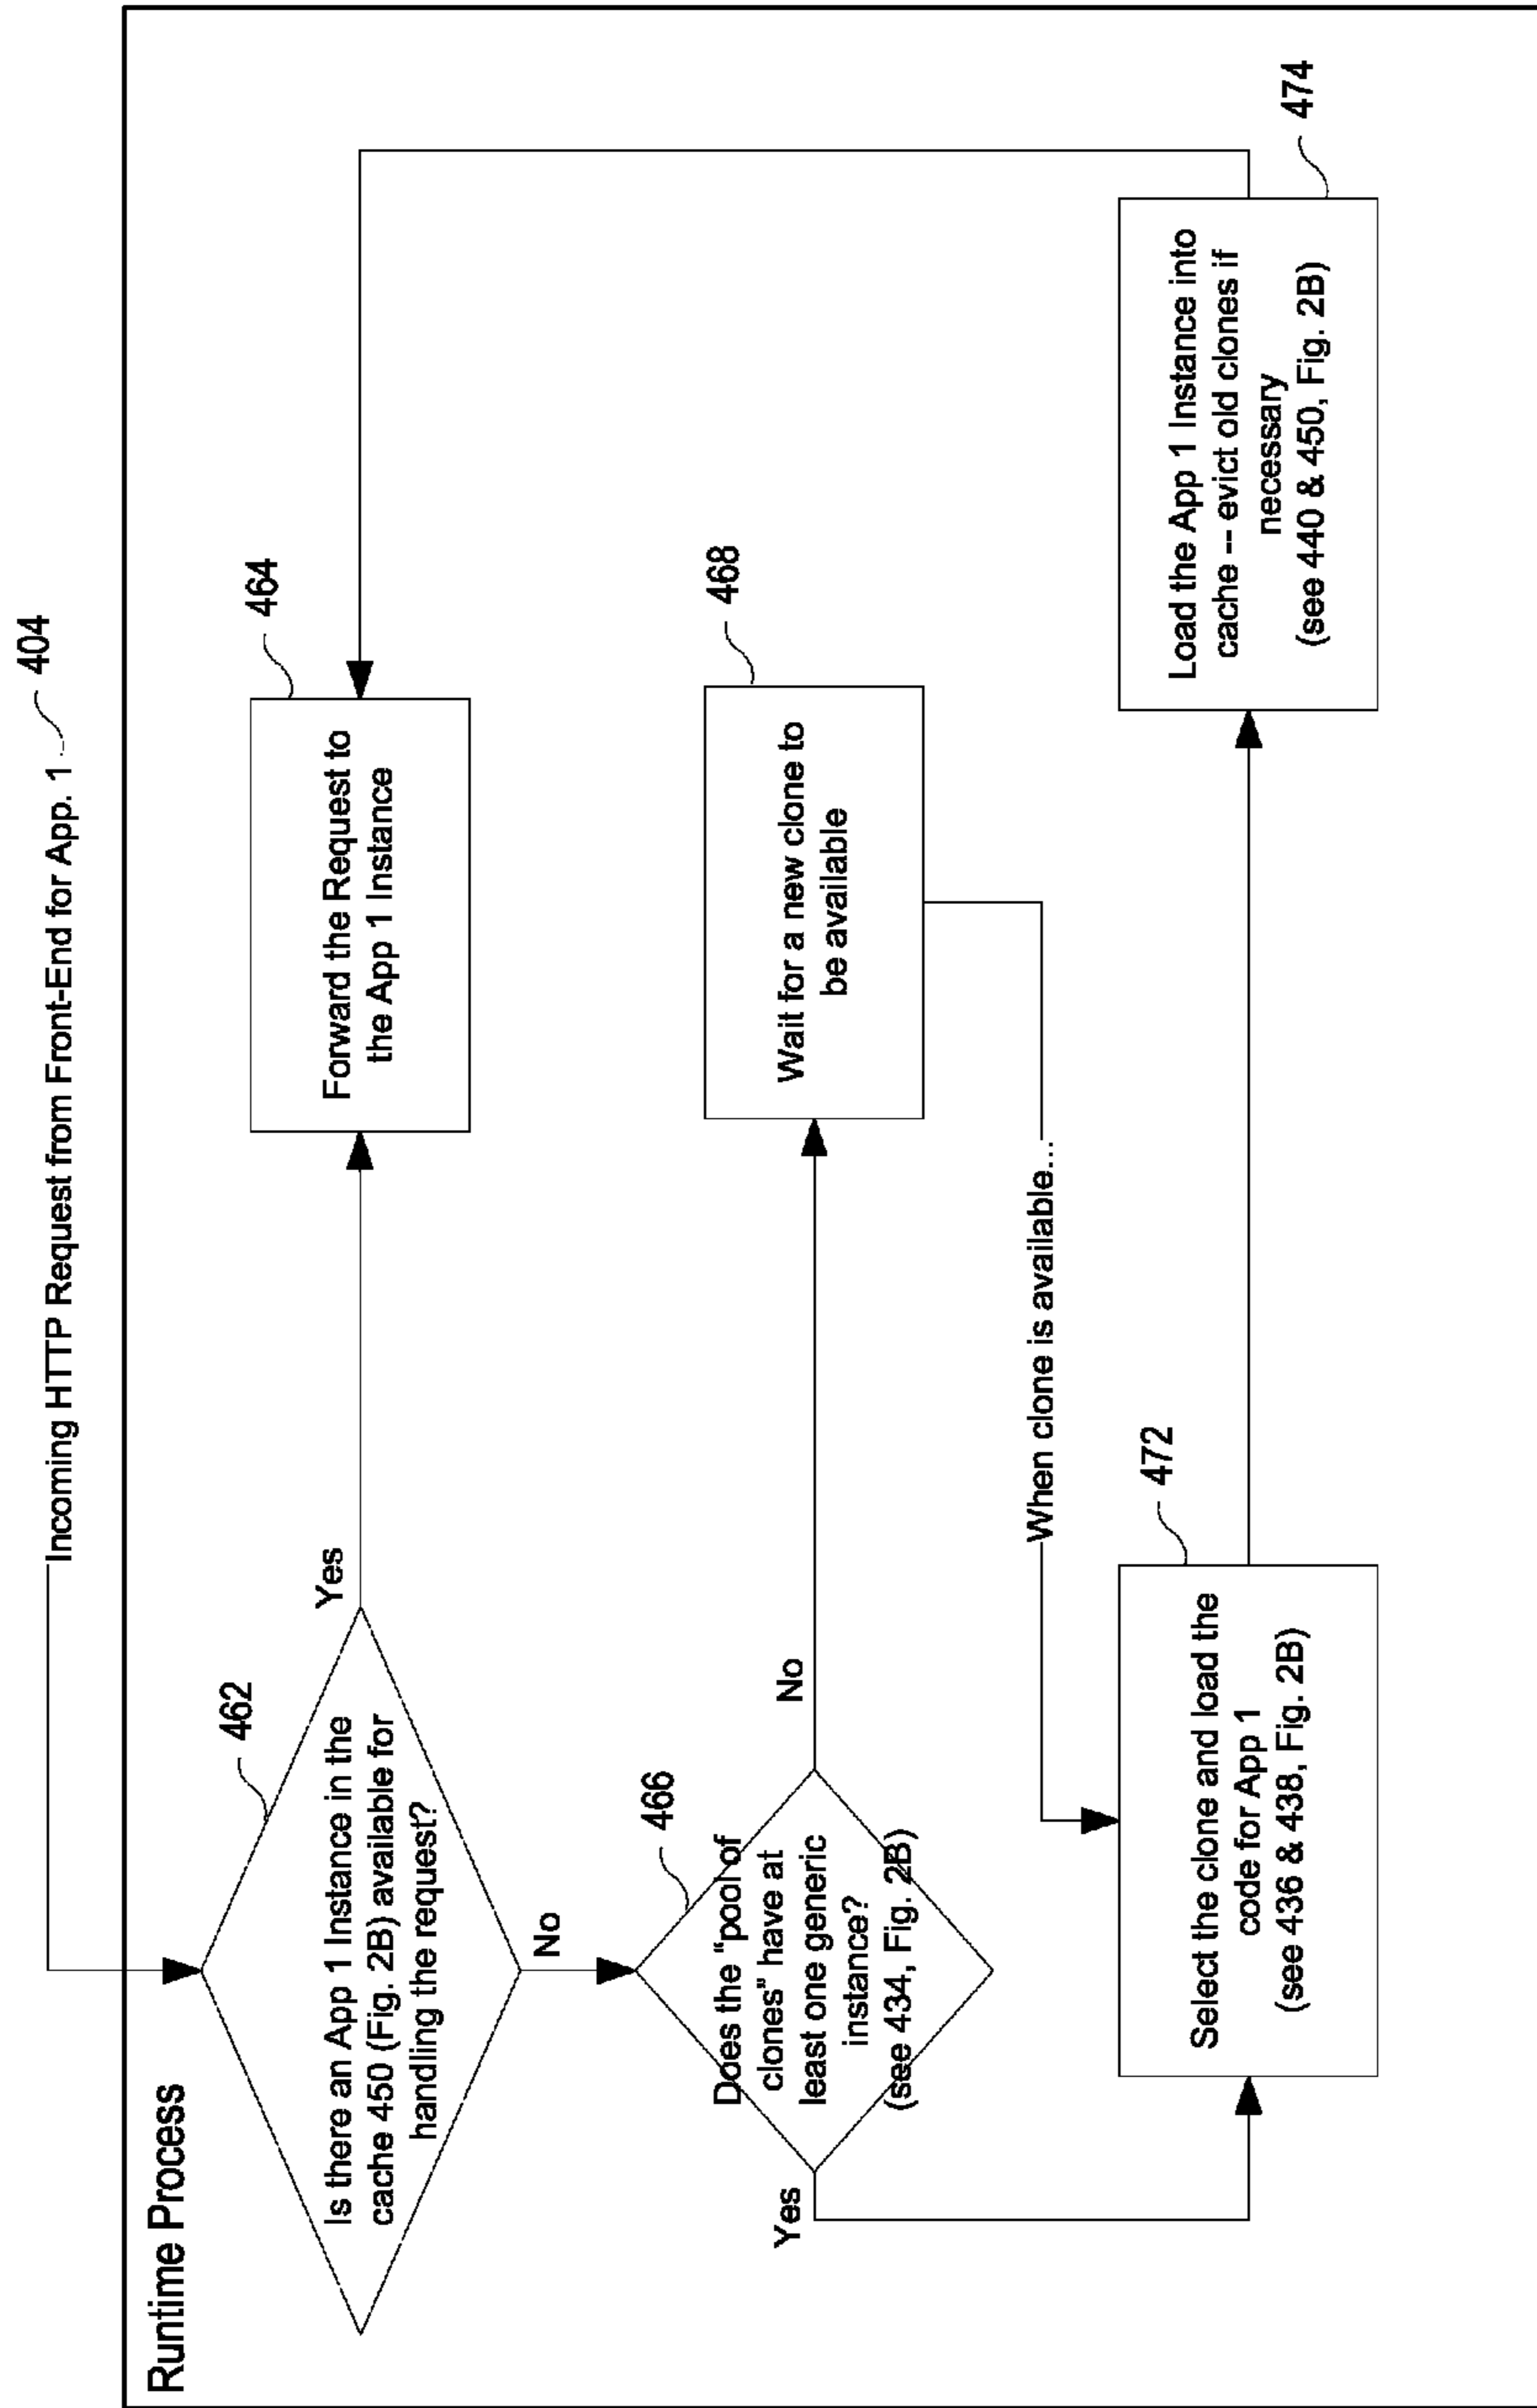 Incoming HTTP Request from Front-End for App. 1
404
Runtime Process
462
Is there an App 1 Instance in the
cache 450 (Fig. 2B) available for
handling the request?
Yes
464
Forward the Request to
the App 1 Instance
No
466
Does the "pool of
clones" have at
least one generic
instance?
(see 434, Fig. 2B)
No
468
Wait for a new clone to
be available
Yes
When clone is available...
472
Select the clone and load the
code for App 1
(see 436 & 438, Fig. 2B)
474
Load the App 1 Instance into
cache -- evict old clones if
necessary
(see 440 & 450, Fig. 2B)